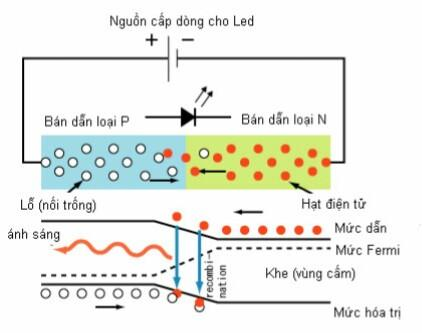 Nguồn cấp dòng cho Led
+ −
Bán dẫn loại P
Bán dẫn loại N
Lỗ (nối trống)
Hạt điện tử
ánh sáng
Mức dẫn
Mức Fermi
recombi-
nation
Khe (vùng cấm)
Mức hóa trị